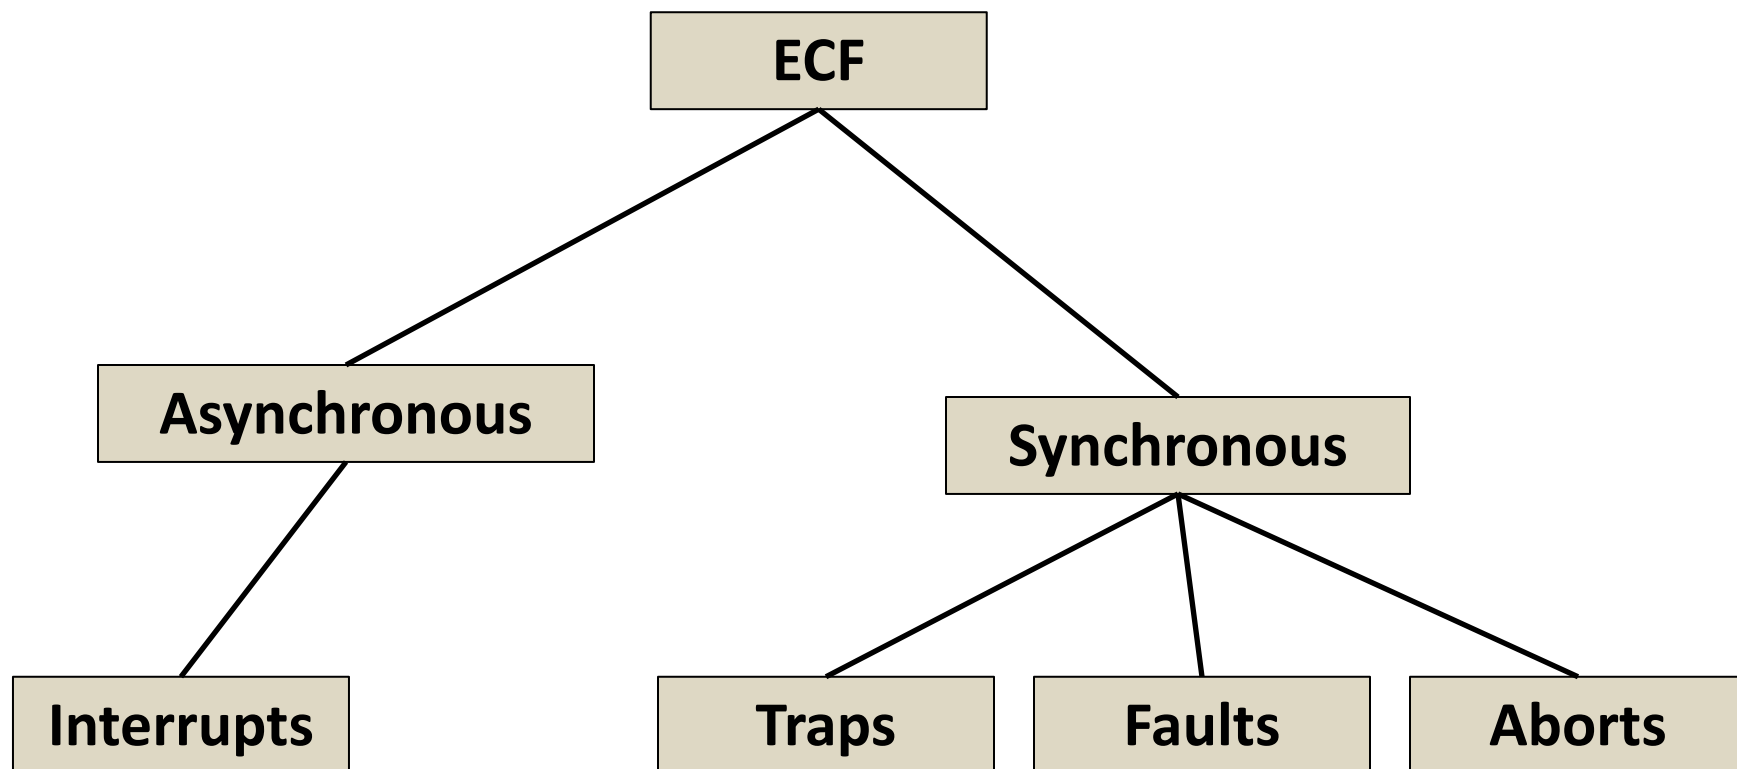 ECF
Asynchronous
Synchronous
Interrupts
Traps
Faults
Aborts